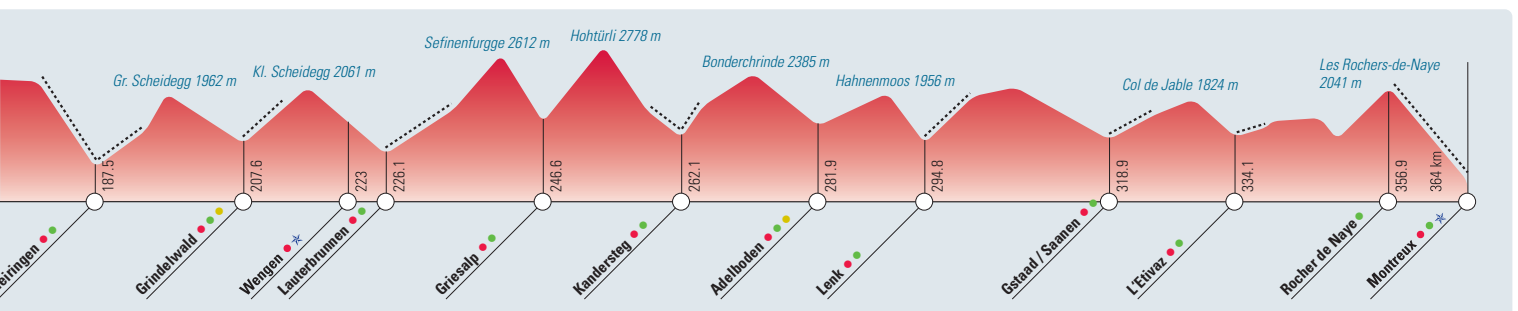 Gr. Scheidegg 1962 m
Kl. Scheidegg 2061 m
Sefinenfurgge 2612 m
Hohtürli 2778 m
Bonderchrinde 2385 m
Hahnenmoos 1956 m
Col de Jable 1824 m
Les Rochers-de-Naye
2041 m
187.5
207.6
223
226.1
246.6
262.1
281.9
294.8
318.9
334.1
356.9
364 km
eiringen
Grindelwald
Wengen
Lauterbrunnen
Griesalp
Kandersteg
Adelboden
Lenk
Gstaad / Saanen
L'Etivaz
Rocher de Naye
Montreux